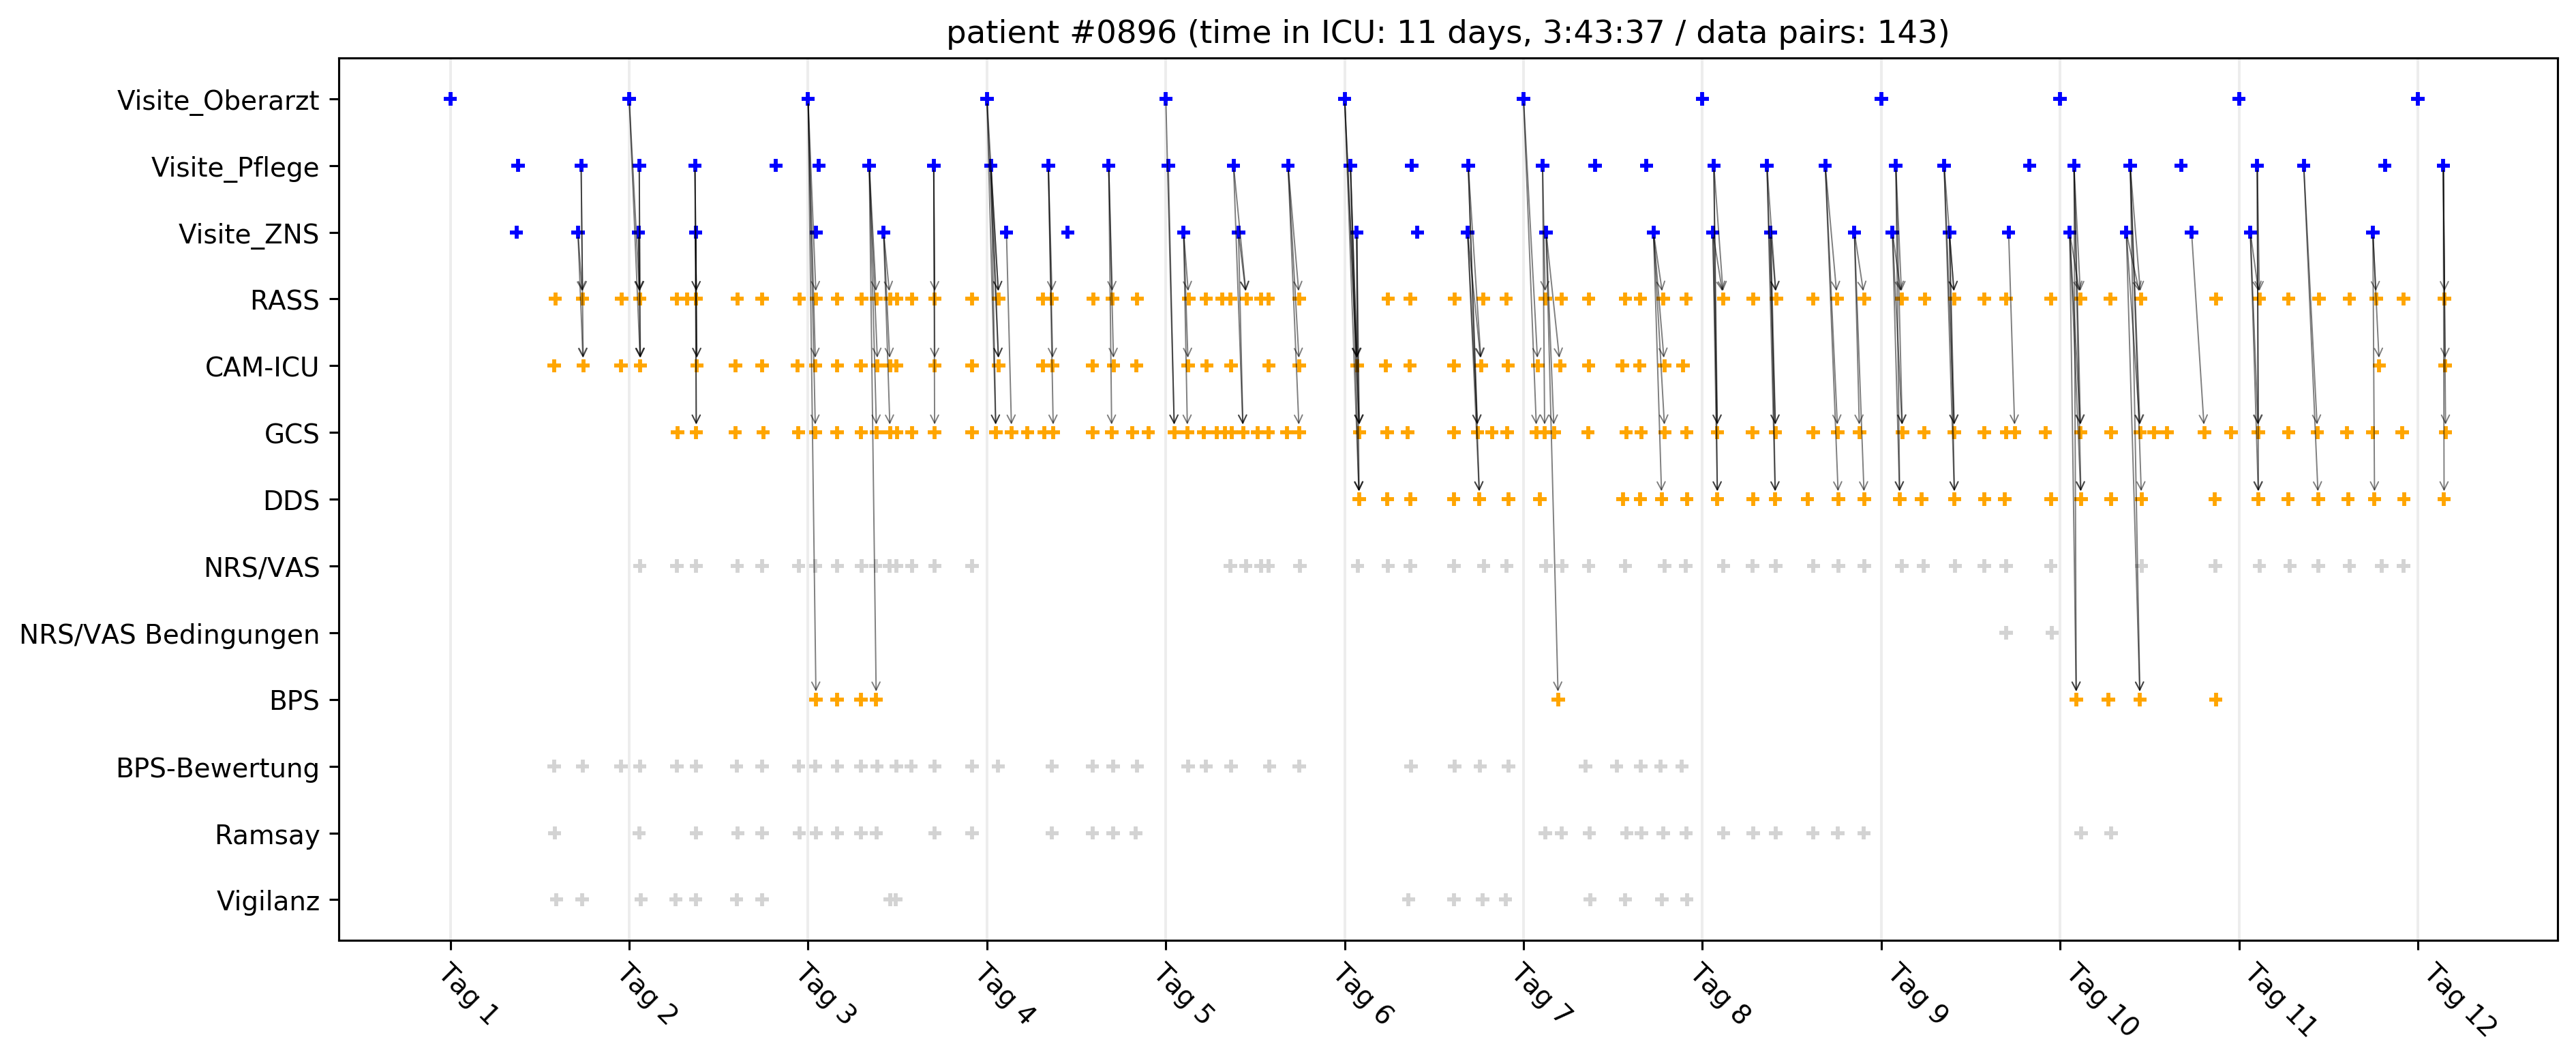 patient #0896 (time in ICU: 11 days, 3:43:37 / data pairs: 143)
Visite_Oberarzt
Visite_Pflege
Visite_ZNS
RASS
CAM-ICU
GCS
DDS
NRS/VAS
NRS/VAS Bedingungen
BPS
BPS-Bewertung
Ramsay
Vigilanz
Tag 1
Tag 2
Tag 3
Tag 4
Tag 5
Tag 6
Tag 7
Tag 8
Tag 9
Tag 10
Tag 11
Tag 12